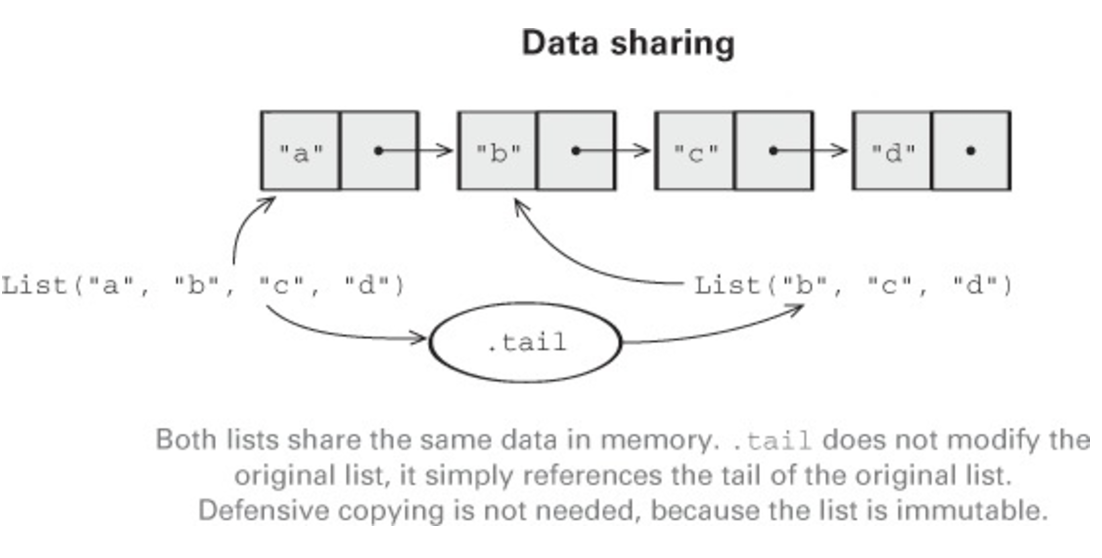 Data sharing
"a" "b" "c" "d"
List("a", "b", "c", "d")
List("b", "c", "d")
.tail
Both lists share the same data in memory. .tail does not modify the
original list, it simply references the tail of the original list.
Defensive copying is not needed, because the list is immutable.